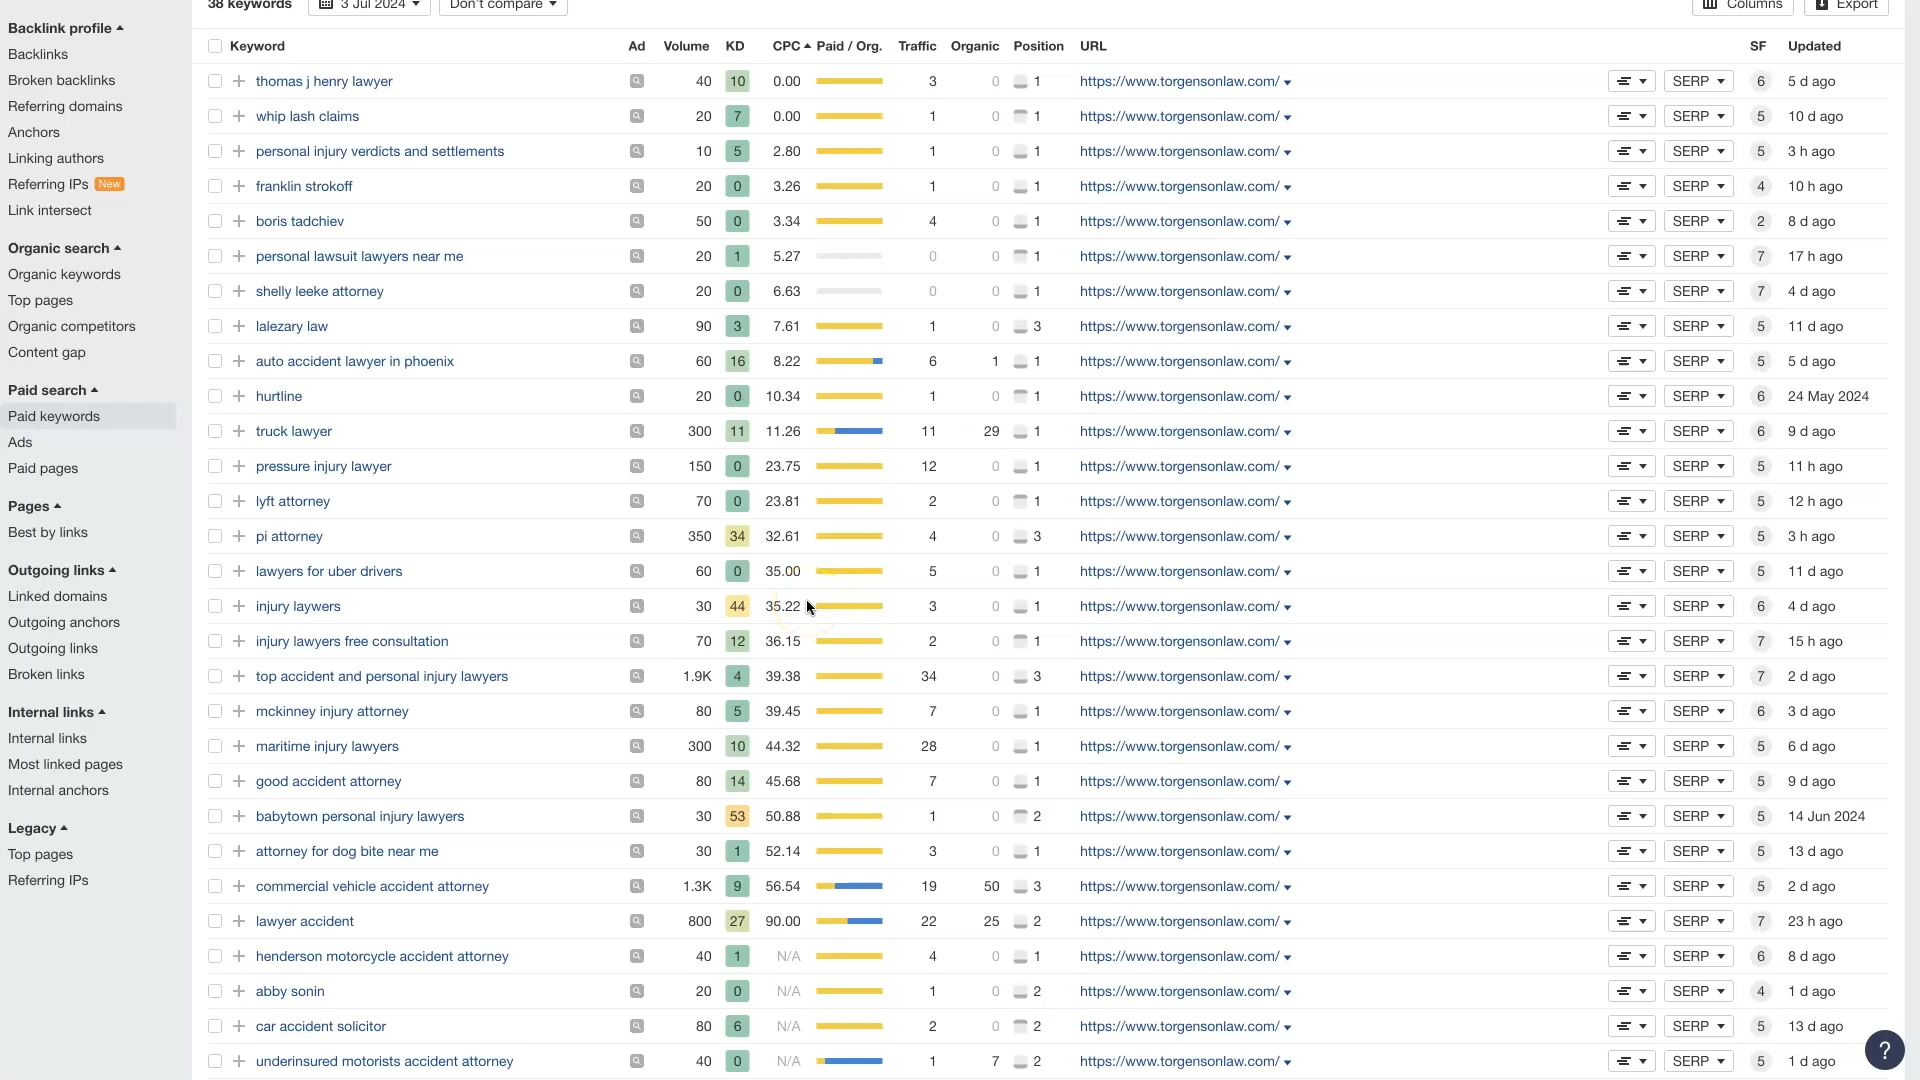 38 keywords 3 Jul 2024 Don't compare Columns Export
Backlink profile
Backlinks
Broken backlinks
Referring domains
Anchors
Linking authors
Referring IPs New
Link intersect
Organic search
Organic keywords
Top pages
Organic competitors
Content gap
Paid search
Paid keywords
Ads
Paid pages
Pages
Best by links
Outgoing links
Linked domains
Outgoing anchors
Outgoing links
Broken links
Internal links
Internal links
Most linked pages
Internal anchors
Legacy
Top pages
Referring IPs
Keyword Ad Volume KD CPC Paid / Org. Traffic Organic Position URL SF Updated
thomas j henry lawyer 40 10 0.00 3 0 1 https://www.torgensonlaw.com/ SERP 6 5 d ago
whip lash claims 20 7 0.00 1 0 1 https://www.torgensonlaw.com/ SERP 5 10 d ago
personal injury verdicts and settlements 10 5 2.80 1 0 1 https://www.torgensonlaw.com/ SERP 5 3 h ago
franklin strokoff 20 0 3.26 1 0 1 https://www.torgensonlaw.com/ SERP 4 10 h ago
boris tadchiev 50 0 3.34 4 0 1 https://www.torgensonlaw.com/ SERP 2 8 d ago
personal lawsuit lawyers near me 20 1 5.27 0 0 1 https://www.torgensonlaw.com/ SERP 7 17 h ago
shelly leeke attorney 20 0 6.63 0 0 1 https://www.torgensonlaw.com/ SERP 7 4 d ago
lalezary law 90 3 7.61 1 0 3 https://www.torgensonlaw.com/ SERP 5 11 d ago
auto accident lawyer in phoenix 60 16 8.22 6 1 1 https://www.torgensonlaw.com/ SERP 5 5 d ago
hurtline 20 0 10.34 1 0 1 https://www.torgensonlaw.com/ SERP 6 24 May 2024
truck lawyer 300 11 11.26 11 29 1 https://www.torgensonlaw.com/ SERP 6 9 d ago
pressure injury lawyer 150 0 23.75 12 0 1 https://www.torgensonlaw.com/ SERP 5 11 h ago
lyft attorney 70 0 23.81 2 0 1 https://www.torgensonlaw.com/ SERP 5 12 h ago
pi attorney 350 34 32.61 4 0 3 https://www.torgensonlaw.com/ SERP 5 3 h ago
lawyers for uber drivers 60 0 35.00 5 0 1 https://www.torgensonlaw.com/ SERP 5 11 d ago
injury laywers 30 44 35.22 3 0 1 https://www.torgensonlaw.com/ SERP 6 4 d ago
injury lawyers free consultation 70 12 36.15 2 0 1 https://www.torgensonlaw.com/ SERP 7 15 h ago
top accident and personal injury lawyers 1.9K 4 39.38 34 0 3 https://www.torgensonlaw.com/ SERP 7 2 d ago
mckinney injury attorney 80 5 39.45 7 0 1 https://www.torgensonlaw.com/ SERP 6 3 d ago
maritime injury lawyers 300 10 44.32 28 0 1 https://www.torgensonlaw.com/ SERP 5 6 d ago
good accident attorney 80 14 45.68 7 0 1 https://www.torgensonlaw.com/ SERP 5 9 d ago
babytown personal injury lawyers 30 53 50.88 1 0 2 https://www.torgensonlaw.com/ SERP 5 14 Jun 2024
attorney for dog bite near me 30 1 52.14 3 0 1 https://www.torgensonlaw.com/ SERP 5 13 d ago
commercial vehicle accident attorney 1.3K 9 56.54 19 50 3 https://www.torgensonlaw.com/ SERP 5 2 d ago
lawyer accident 800 27 90.00 22 25 2 https://www.torgensonlaw.com/ SERP 7 23 h ago
henderson motorcycle accident attorney 40 1 N/A 4 0 1 https://www.torgensonlaw.com/ SERP 6 8 d ago
abby sonin 20 0 N/A 1 0 2 https://www.torgensonlaw.com/ SERP 4 1 d ago
car accident solicitor 80 6 N/A 2 0 2 https://www.torgensonlaw.com/ SERP 5 13 d ago
underinsured motorists accident attorney 40 0 N/A 1 7 2 https://www.torgensonlaw.com/ SERP 5 1 d ago
?